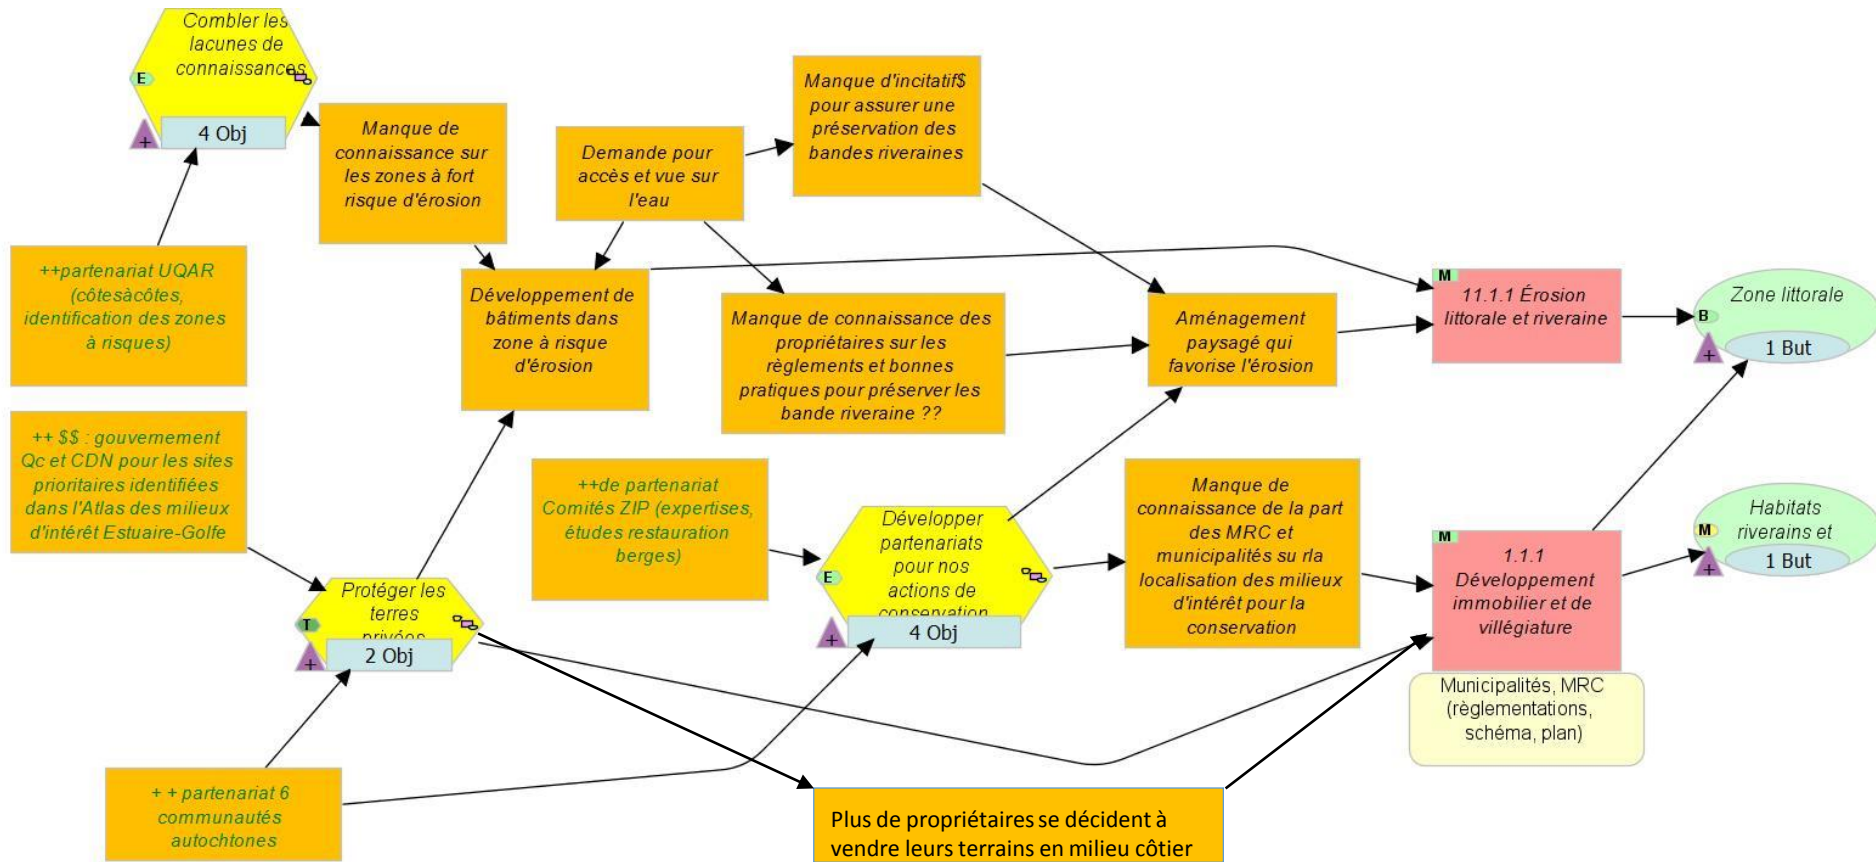 Combler les
lacunes de
connaissances
E
+
4 Obj
Manque de
connaissance sur
les zones à fort
risque d'érosion
Demande pour
accès et vue sur
l'eau
Manque d'incitatif$
pour assurer une
préservation des
bandes riveraines
++partenariat UQAR
(côtesàcôtes,
identification des zones
à risques)
Développement de
bâtiments dans
zone à risque
d'érosion
Manque de connaissance des
propriétaires sur les
règlements et bonnes
pratiques pour préserver les
bande riveraine ??
Aménagement
paysagé qui
favorise l'érosion
M
11.1.1 Érosion
littorale et riveraine
Zone littorale
B
+
1 But
++ $$ : gouvernement
Qc et CDN pour les sites
prioritaires identifiées
dans l'Atlas des milieux
d'intérêt Estuaire-Golfe
++de partenariat
Comités ZIP (expertises,
études restauration
berges)
Développer
partenariats
pour nos
actions de
conservation
E
+
4 Obj
Manque de
connaissance de la part
des MRC et
municipalités su rla
localisation des milieux
d'intérêt pour la
conservation
M
1.1.1
Développement
immobilier et de
villégiature
Habitats
riverains et
M
+
1 But
Protéger les
terres
privées
T
+
2 Obj
Municipalités, MRC
(règlementations,
schéma, plan)
+ + partenariat 6
communautés
autochtones
Plus de propriétaires se décident à
vendre leurs terrains en milieu côtier